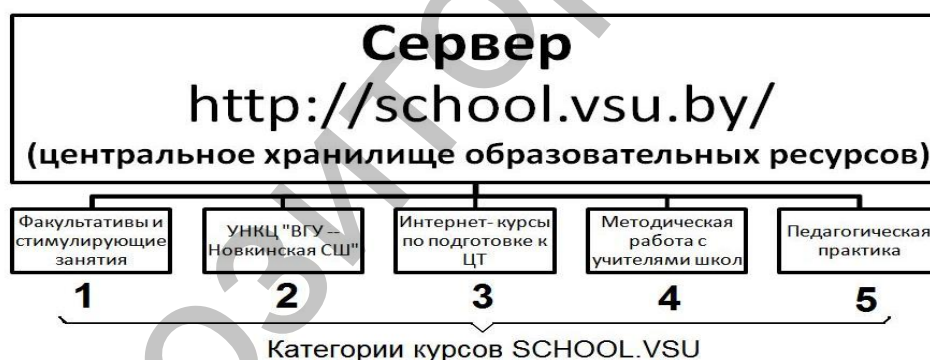 Сервер
http://school.vsu.by/
(центральное хранилище образовательных ресурсов)
Факультативы и
стимулирующие
занятия
УНКЦ "ВГУ –
Новкинская СШ"
Интернет- курсы
по подготовке к
ЦТ
Методическая
работа с
учителями школ
Педагогическая
практика
1
2
3
4
5
Категории курсов SCHOOL.VSU